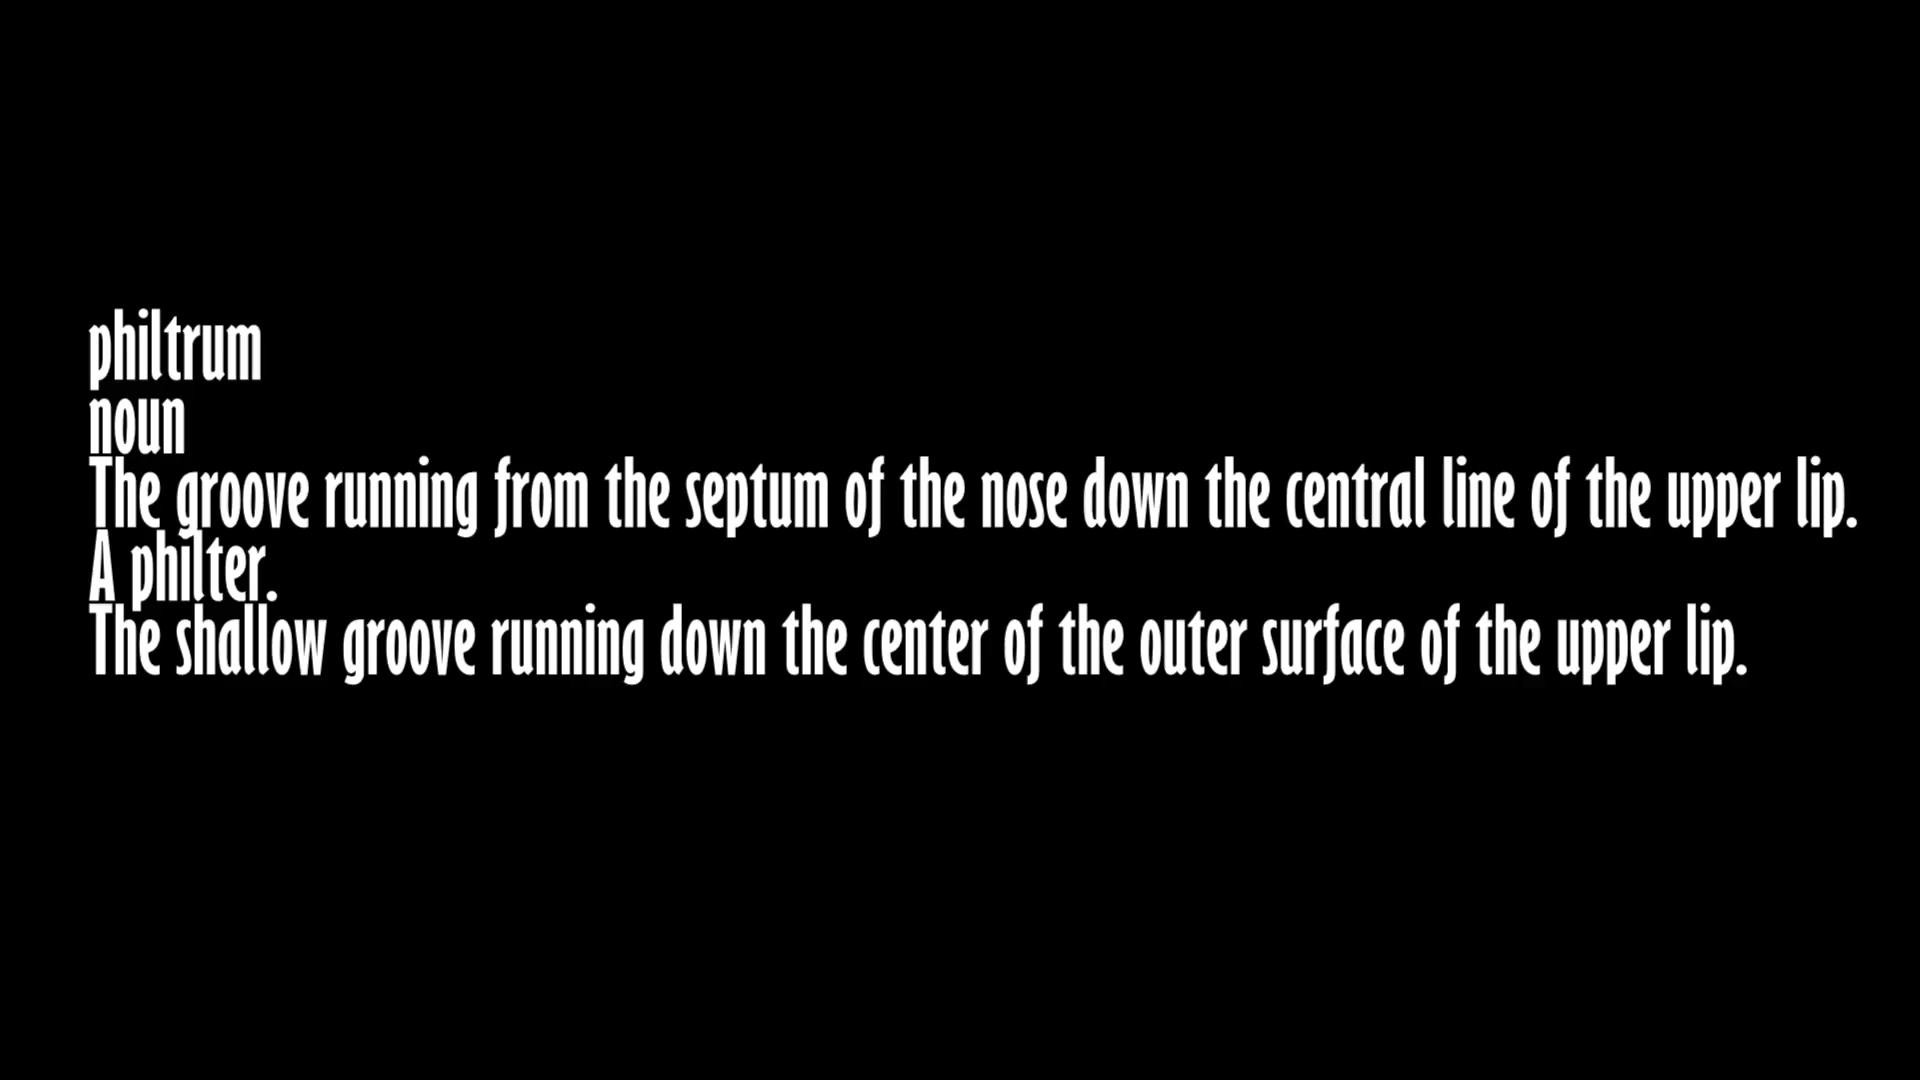 philtrum
noun
The groove running from the septum of the nose down the central line of the upper lip.
A philter.
The shallow groove running down the center of the outer surface of the upper lip.